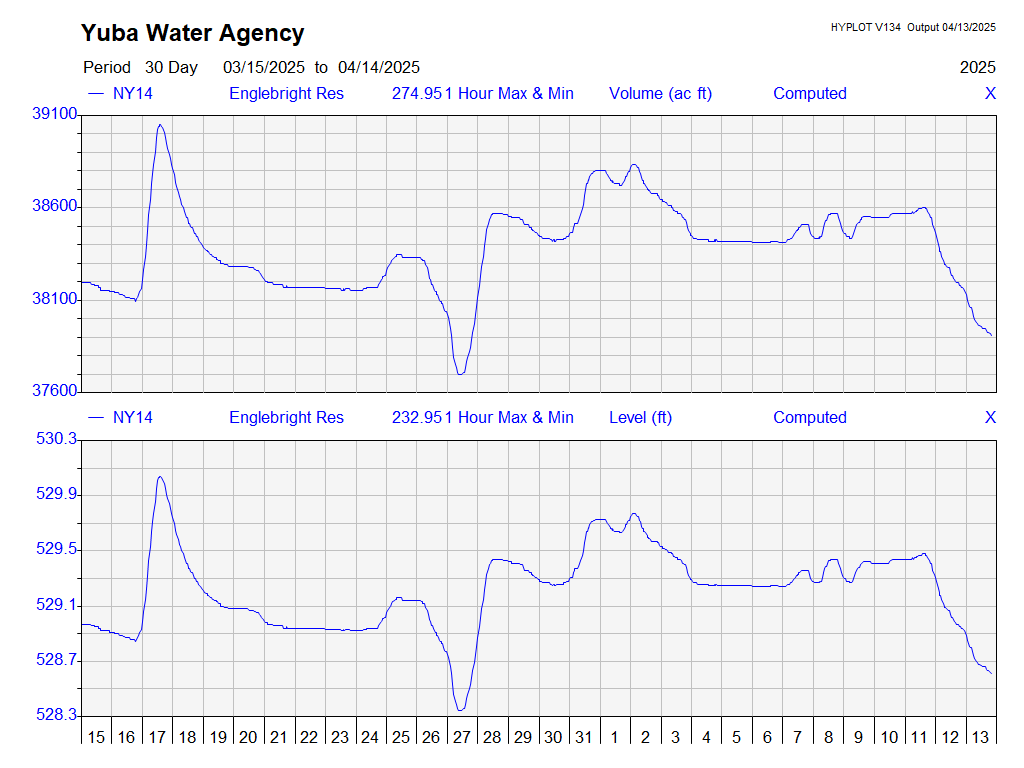 Yuba Water Agency
HYPLOT V134 Output 04/13/2025
Period 30 Day 03/15/2025 to 04/14/2025 2025
NY14 Englebright Res 274.951 Hour Max & Min Volume (ac ft) Computed X
39100
38600
38100
37600
NY14 Englebright Res 232.951 Hour Max & Min Level (ft) Computed X
530.3
529.9
529.5
529.1
528.7
528.3
15 16 17 18 19 20 21 22 23 24 25 26 27 28 29 30 31 1 2 3 4 5 6 7 8 9 10 11 12 13